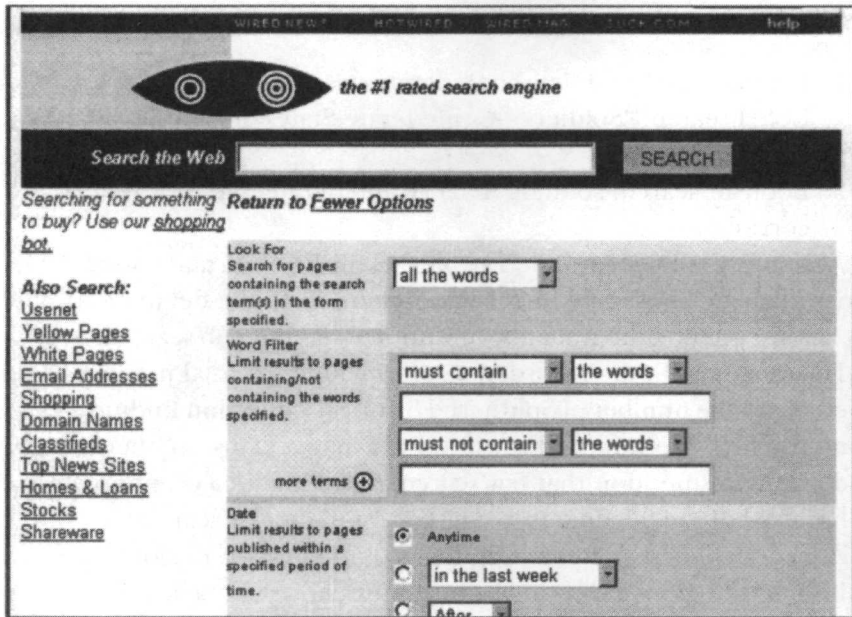 WIRED NEWS HOTWIRED WIRED MAG SUCK.COM help
the #1 rated search engine
Search the Web SEARCH
Searching for something
to buy? Use our shopping
bot.
Return to Fewer Options
Also Search:
Usenet
Yellow Pages
White Pages
Email Addresses
Shopping
Domain Names
Classifieds
Top News Sites
Homes & Loans
Stocks
Shareware
Look For
Search for pages
containing the search
term(s) in the form
specified.
all the words
Word Filter
Limit results to pages
containing/not
containing the words
specified.
must contain the words
must not contain the words
more terms
Date
Limit results to pages
published within a
specified period of
time.
Anytime
in the last week
After